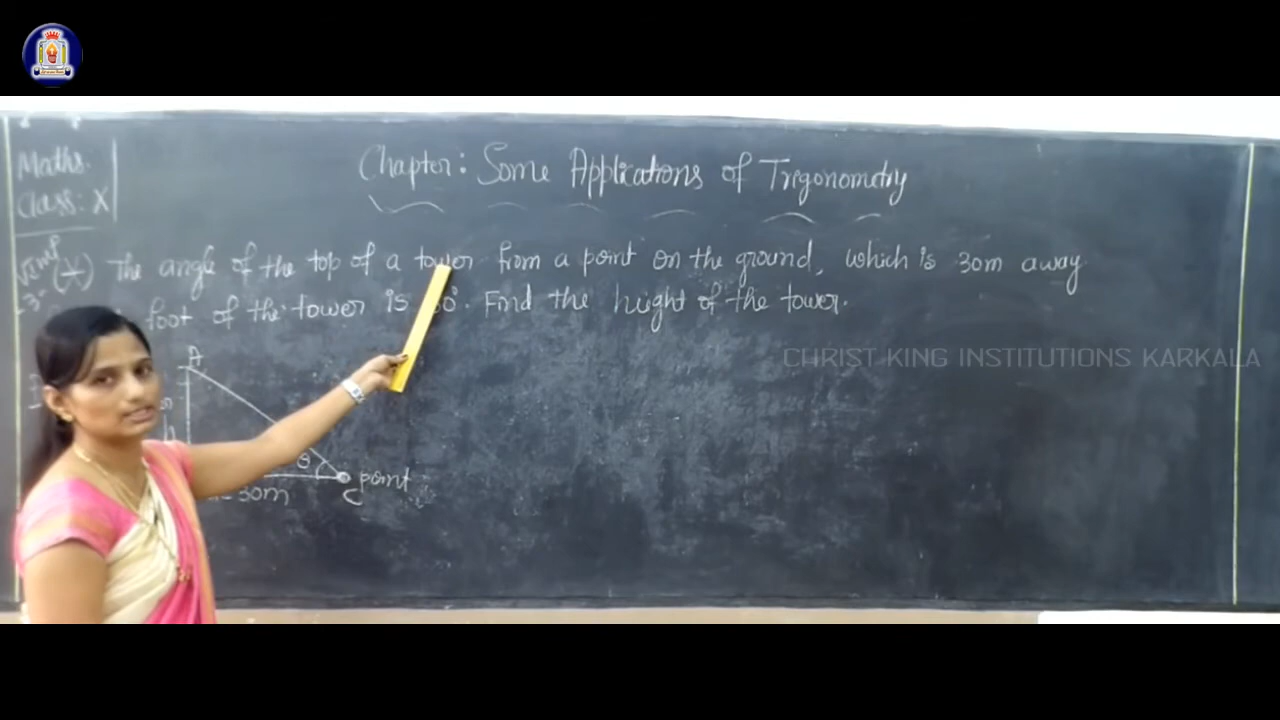 Maths.
Class: X
Chapter: Some Applications of Trigonometry
The angle of the top of a tower from a point on the ground, which is 30m away
foot of the tower is 0°. Find the height of the tower.
A
θ
point
C
30m
CHRIST KING INSTITUTIONS KARKALA